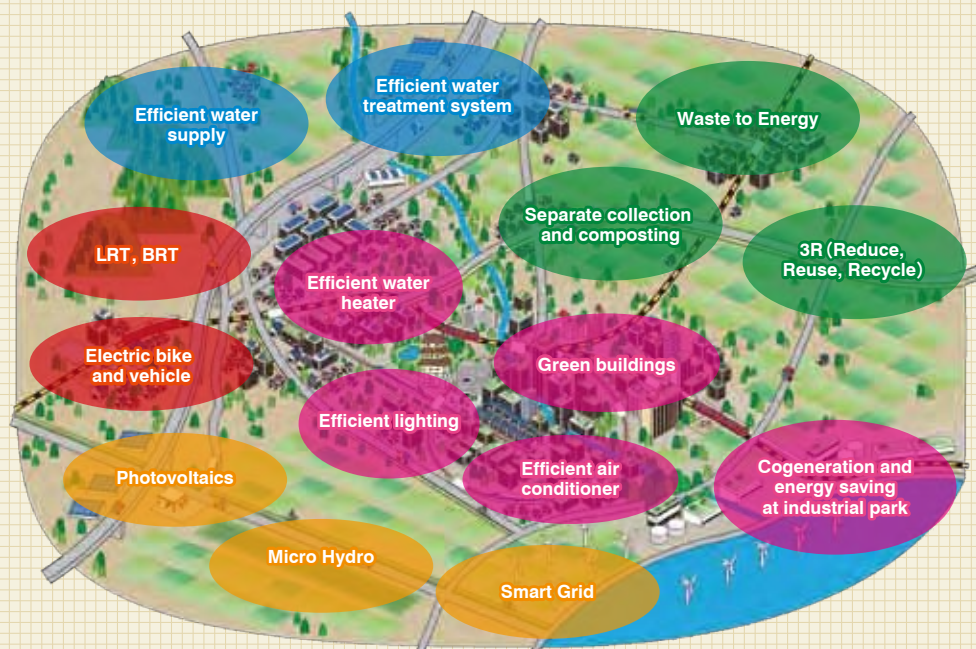 Efficient water
supply
Efficient water
treatment system
Waste to Energy
LRT, BRT
Separate collection
and composting
3R (Reduce,
Reuse, Recycle)
Efficient water
heater
Electric bike
and vehicle
Green buildings
Efficient lighting
Photovoltaics
Efficient air
conditioner
Cogeneration and
energy saving
at industrial park
Micro Hydro
Smart Grid